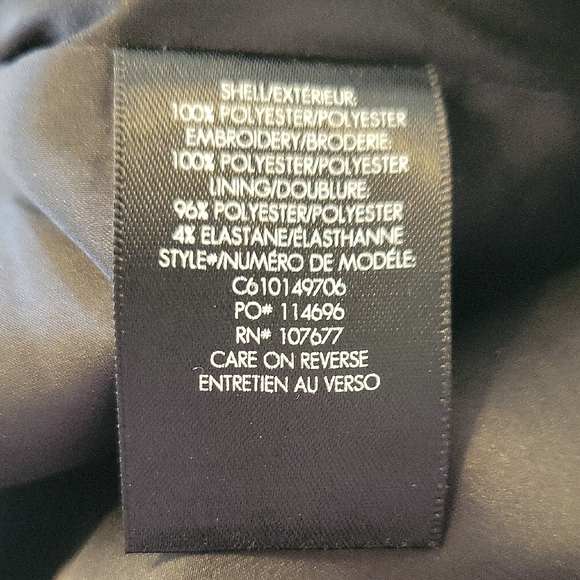 SHELL/EXTÉRIEUR:
100% POLYESTER/POLYESTER
EMBROIDERY/BRODERIE:
100% POLYESTER/POLYESTER
LINING/DOUBLURE:
96% POLYESTER/POLYESTER
4% ELASTANE/ÉLASTHANNE
STYLE#/NUMÉRO DE MODÈLE:
C610149706
PO# 114696
RN# 107677
CARE ON REVERSE
ENTRETIEN AU VERSO